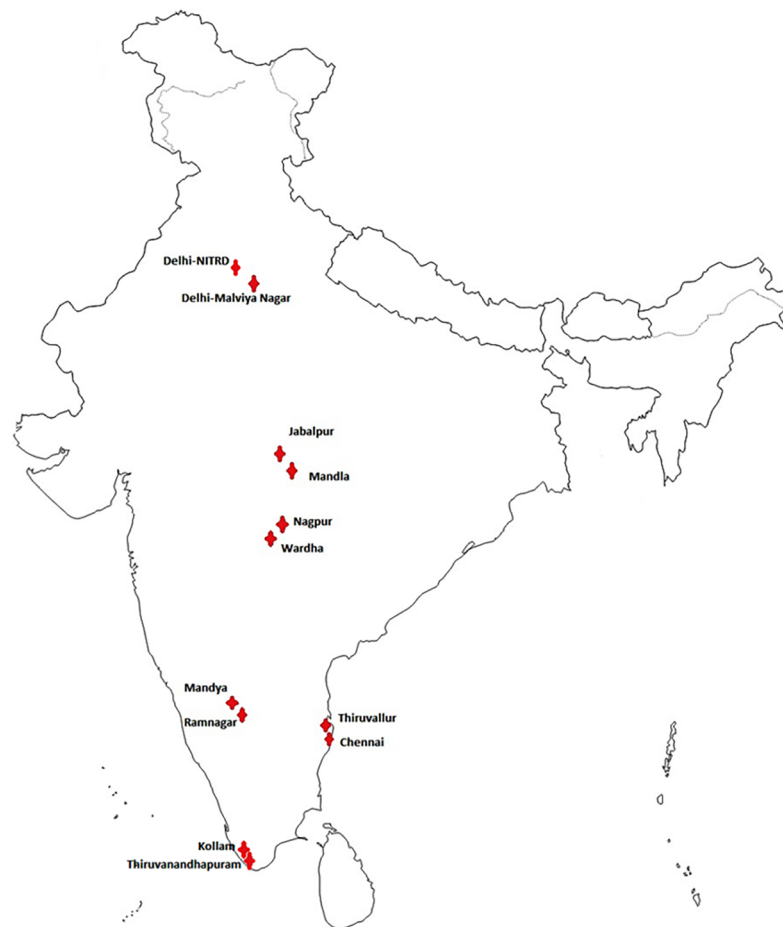 Delhi-NITRD
Delhi-Malviya Nagar
Jabalpur
Mandla
Nagpur
Wardha
Mandya
Ramnagar
Thiruvallur
Chennai
Kollam
Thiruvanandhapuram